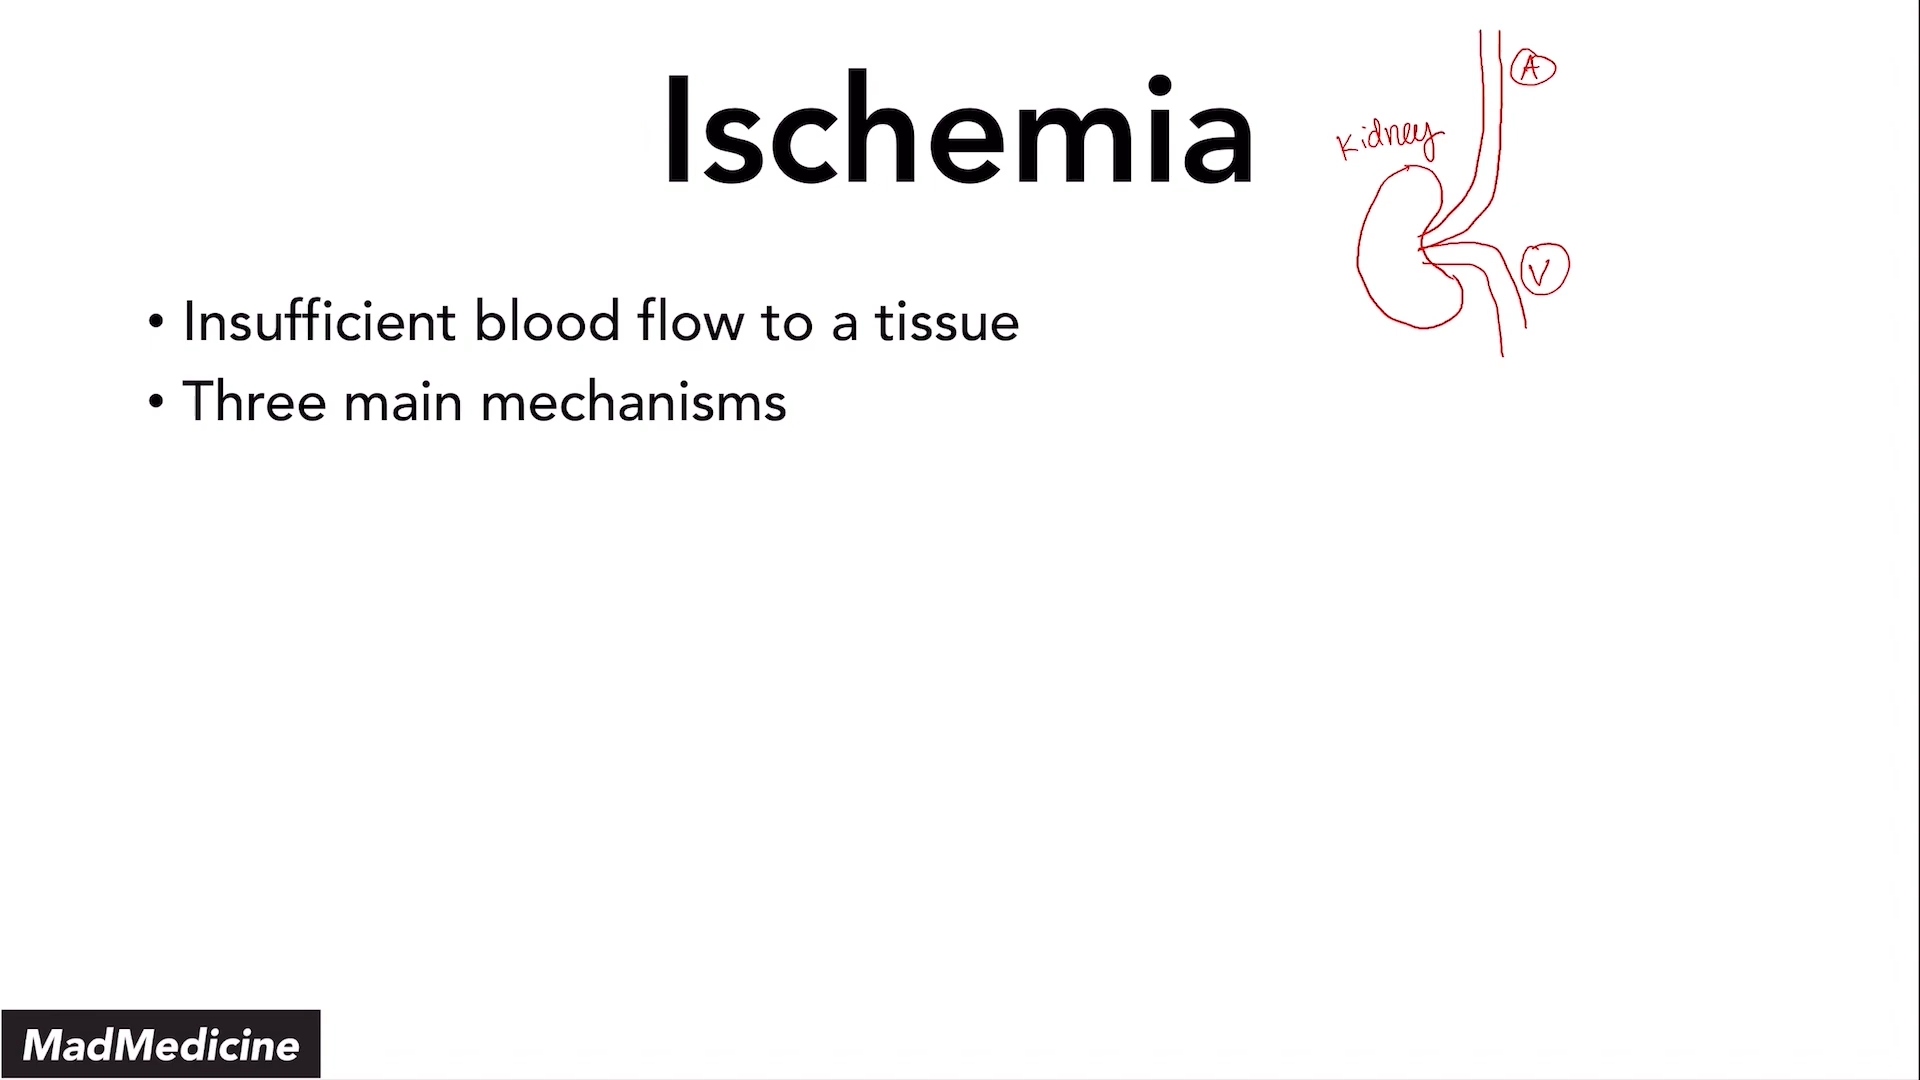 Ischemia
A
Kidney
V
• Insufficient blood flow to a tissue
• Three main mechanisms
MadMedicine